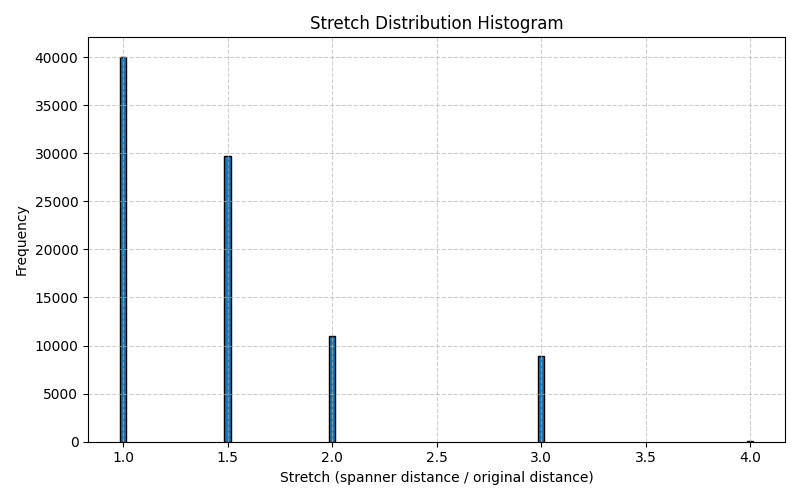 Stretch Distribution Histogram
Frequency
40000
35000
30000
25000
20000
15000
10000
5000
0
1.0 1.5 2.0 2.5 3.0 3.5 4.0
Stretch (spanner distance / original distance)